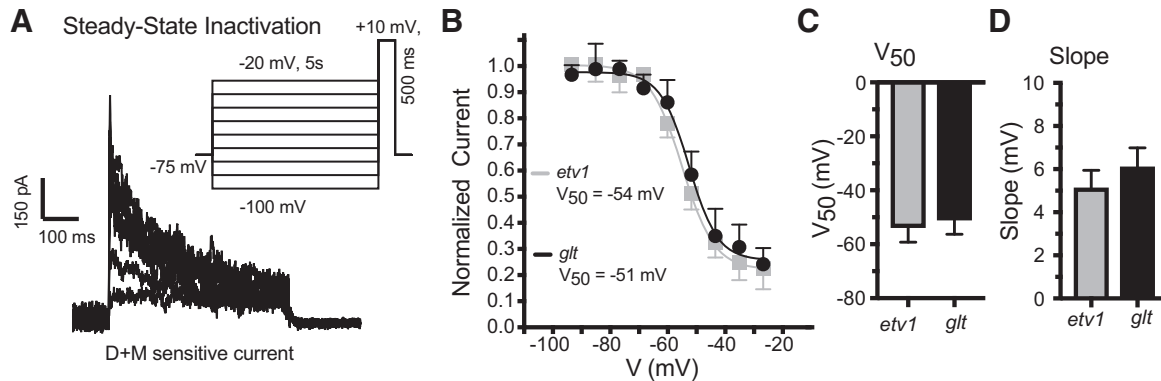 A
Steady-State Inactivation
+10 mV,
500 ms
-20 mV, 5s
-75 mV
-100 mV
150 pA
100 ms
D+M sensitive current
B
Normalized Current
1.0
0.9
0.8
0.7
0.6
0.5
0.4
0.3
0.2
0.1
0.0
etv1
V50 = -54 mV
glt
V50 = -51 mV
-100 -80 -60 -40 -20
V (mV)
C
V50
V50 (mV)
0
-20
-40
-60
-80
etv1 glt
D
Slope
Slope (mV)
10
8
6
4
2
0
etv1 glt